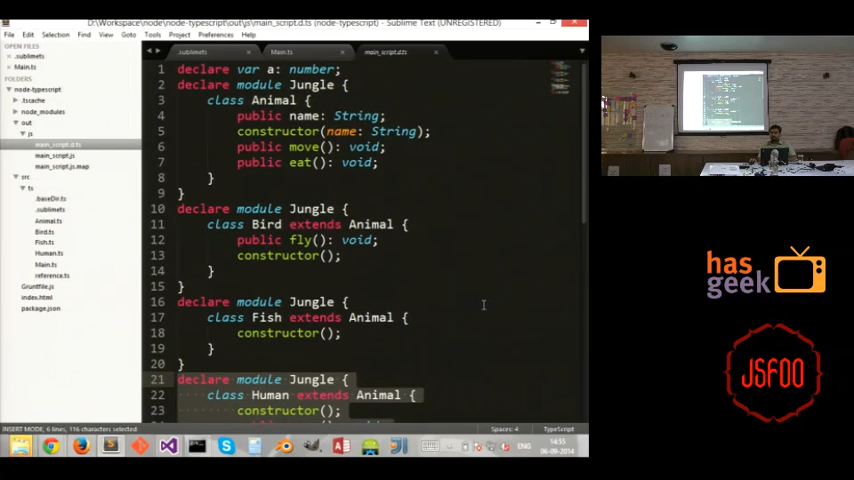 D:\Workspace\node\node-typescript\out\js\main_script.d.ts (node-typescript) - Sublime Text (UNREGISTERED)
File Edit Selection Find View Goto Tools Project Preferences Help
OPEN FILES
.sublimets
Main.ts
FOLDERS
node-typescript
.tscache
node_modules
out
js
main_script.d.ts
main_script.js
main_script.js.map
src
ts
.baseDir.ts
.sublimets
Animal.ts
Bird.ts
Fish.ts
Human.ts
Main.ts
reference.ts
Gruntfile.js
index.html
package.json
.sublimets Main.ts main_script.d.ts
1 declare var a: number;
2 declare module Jungle {
3 class Animal {
4 public name: String;
5 constructor(name: String);
6 public move(): void;
7 public eat(): void;
8 }
9 }
10 declare module Jungle {
11 class Bird extends Animal {
12 public fly(): void;
13 constructor();
14 }
15 }
16 declare module Jungle {
17 class Fish extends Animal {
18 constructor();
19 }
20 }
21 declare module Jungle {
22 class Human extends Animal {
23 constructor();
INSERT MODE, 6 lines, 116 characters selected Spaces: 4 TypeScript
ENG 14:55
06-09-2014
has
geek
JSFOO